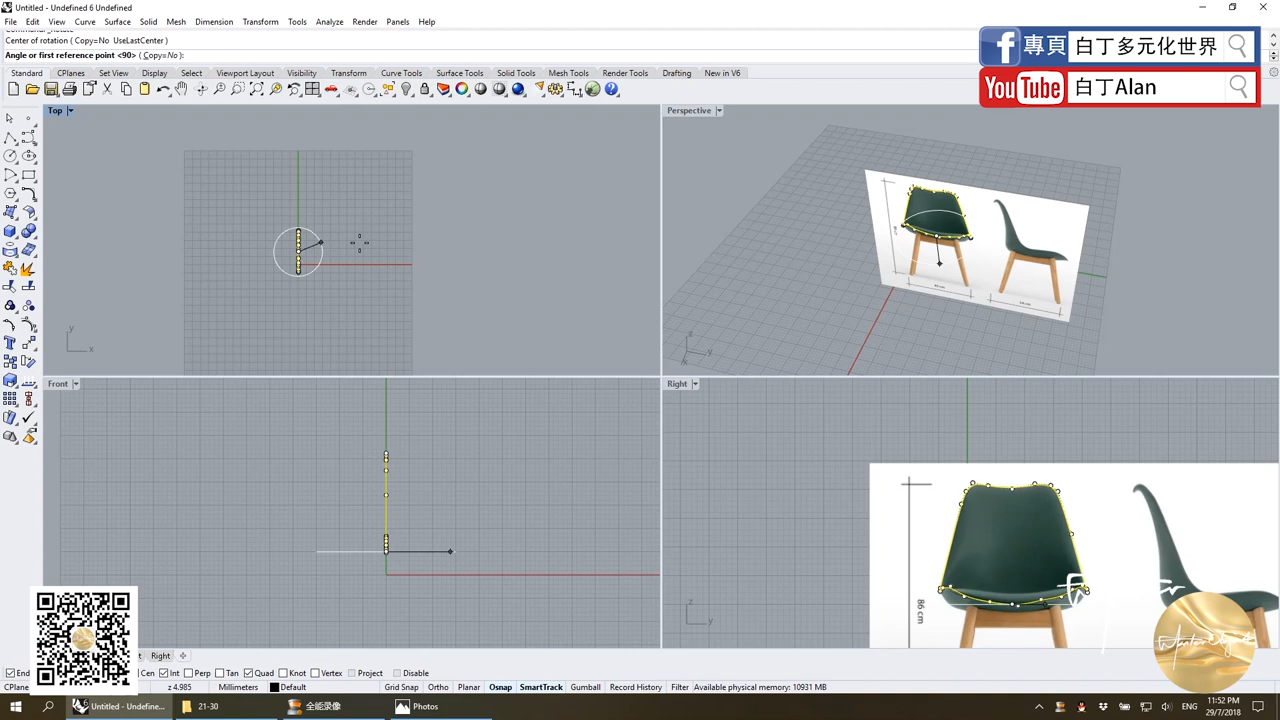 Untitled - Undefined 6 Undefined
File Edit View Curve Surface Solid Mesh Dimension Transform Tools Analyze Render Panels Help
Center of rotation ( Copy=No UseLastCenter )
Angle or first reference point <90> ( Copy=No ):
專頁 白丁多元化世界
YouTube 白丁Alan
Standard CPlanes Set View Display Select Viewport Layout Visibility Transform Curve Tools Surface Tools Solid Tools Mesh Tools Render Tools Drafting New in V6
Top
Perspective
y
x
z
y
x
Front
Right
86 cm
z
y
Right
Cen Int Perp Tan Quad Knot Vertex Project Disable
z 4.985 Millimeters Default Grid Snap Ortho Planar Osnap SmartTrack Gumball Record History Filter Available physical memory: 10931 MB
Untitled - Undefine... 21-30 全能录像 Photos
ENG
11:52 PM
29/7/2018